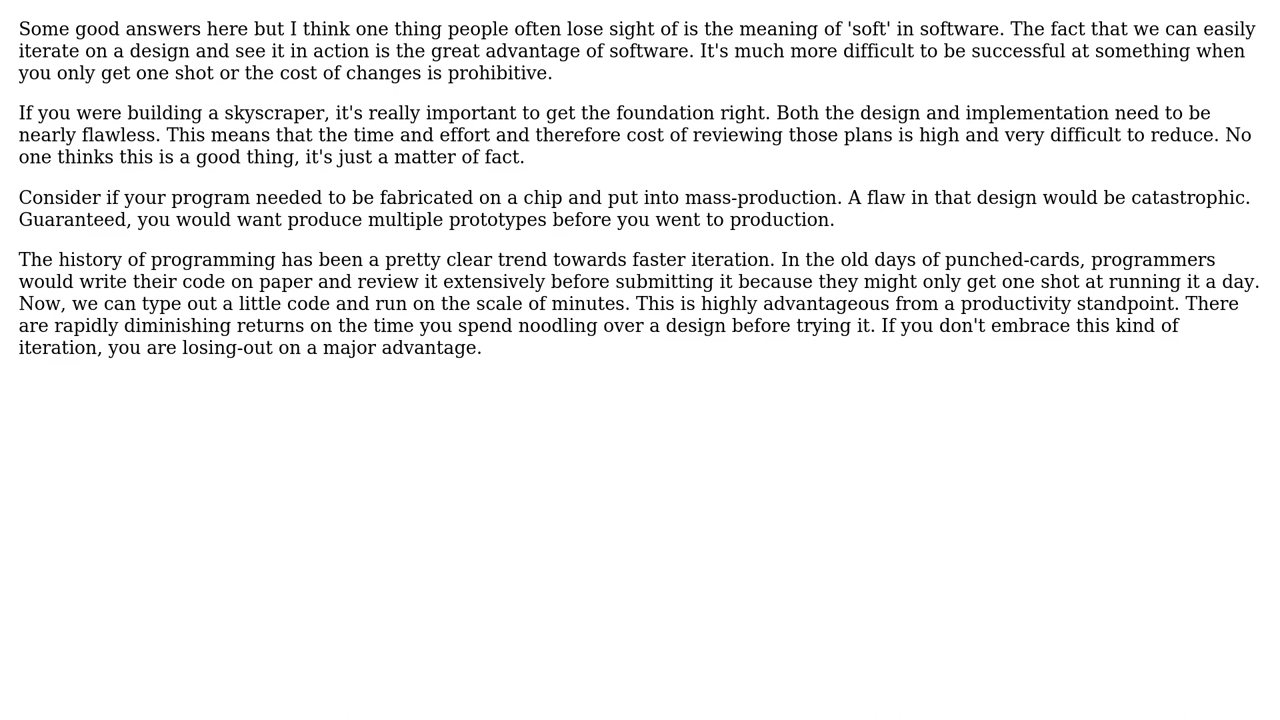 Some good answers here but I think one thing people often lose sight of is the meaning of 'soft' in software. The fact that we can easily
iterate on a design and see it in action is the great advantage of software. It's much more difficult to be successful at something when
you only get one shot or the cost of changes is prohibitive.
If you were building a skyscraper, it's really important to get the foundation right. Both the design and implementation need to be
nearly flawless. This means that the time and effort and therefore cost of reviewing those plans is high and very difficult to reduce. No
one thinks this is a good thing, it's just a matter of fact.
Consider if your program needed to be fabricated on a chip and put into mass-production. A flaw in that design would be catastrophic.
Guaranteed, you would want produce multiple prototypes before you went to production.
The history of programming has been a pretty clear trend towards faster iteration. In the old days of punched-cards, programmers
would write their code on paper and review it extensively before submitting it because they might only get one shot at running it a day.
Now, we can type out a little code and run on the scale of minutes. This is highly advantageous from a productivity standpoint. There
are rapidly diminishing returns on the time you spend noodling over a design before trying it. If you don't embrace this kind of
iteration, you are losing-out on a major advantage.